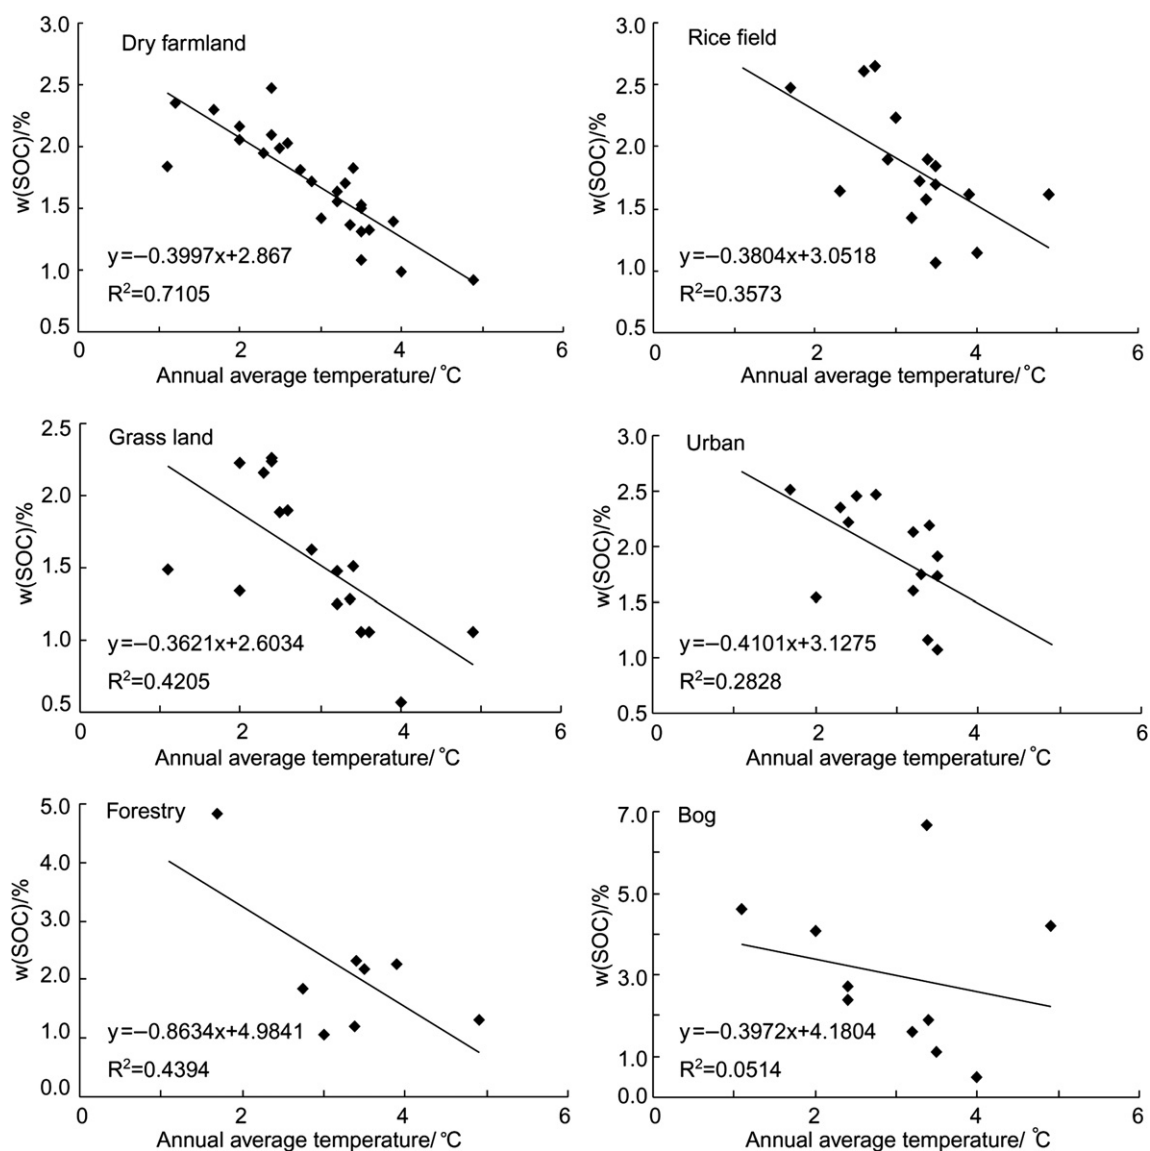 Dry farmland
3.0
2.5
2.0
1.5
1.0
0.5
w(SOC)/%
y=–0.3997x+2.867
R²=0.7105
0 2 4 6
Annual average temperature/ °C
Rice field
3.0
2.5
2.0
1.5
1.0
0.5
w(SOC)/%
y=–0.3804x+3.0518
R²=0.3573
0 2 4 6
Annual average temperature/ °C
Grass land
2.5
2.0
1.5
1.0
0.5
w(SOC)/%
y=–0.3621x+2.6034
R²=0.4205
0 2 4 6
Annual average temperature/ °C
Urban
3.0
2.5
2.0
1.5
1.0
0.5
w(SOC)/%
y=–0.4101x+3.1275
R²=0.2828
0 2 4 6
Annual average temperature/ °C
Forestry
5.0
4.0
3.0
2.0
1.0
0.0
w(SOC)/%
y=–0.8634x+4.9841
R²=0.4394
0 2 4 6
Annual average temperature/ °C
Bog
7.0
5.0
3.0
1.0
0.0
w(SOC)/%
y=–0.3972x+4.1804
R²=0.0514
0 2 4 6
Annual average temperature/ °C